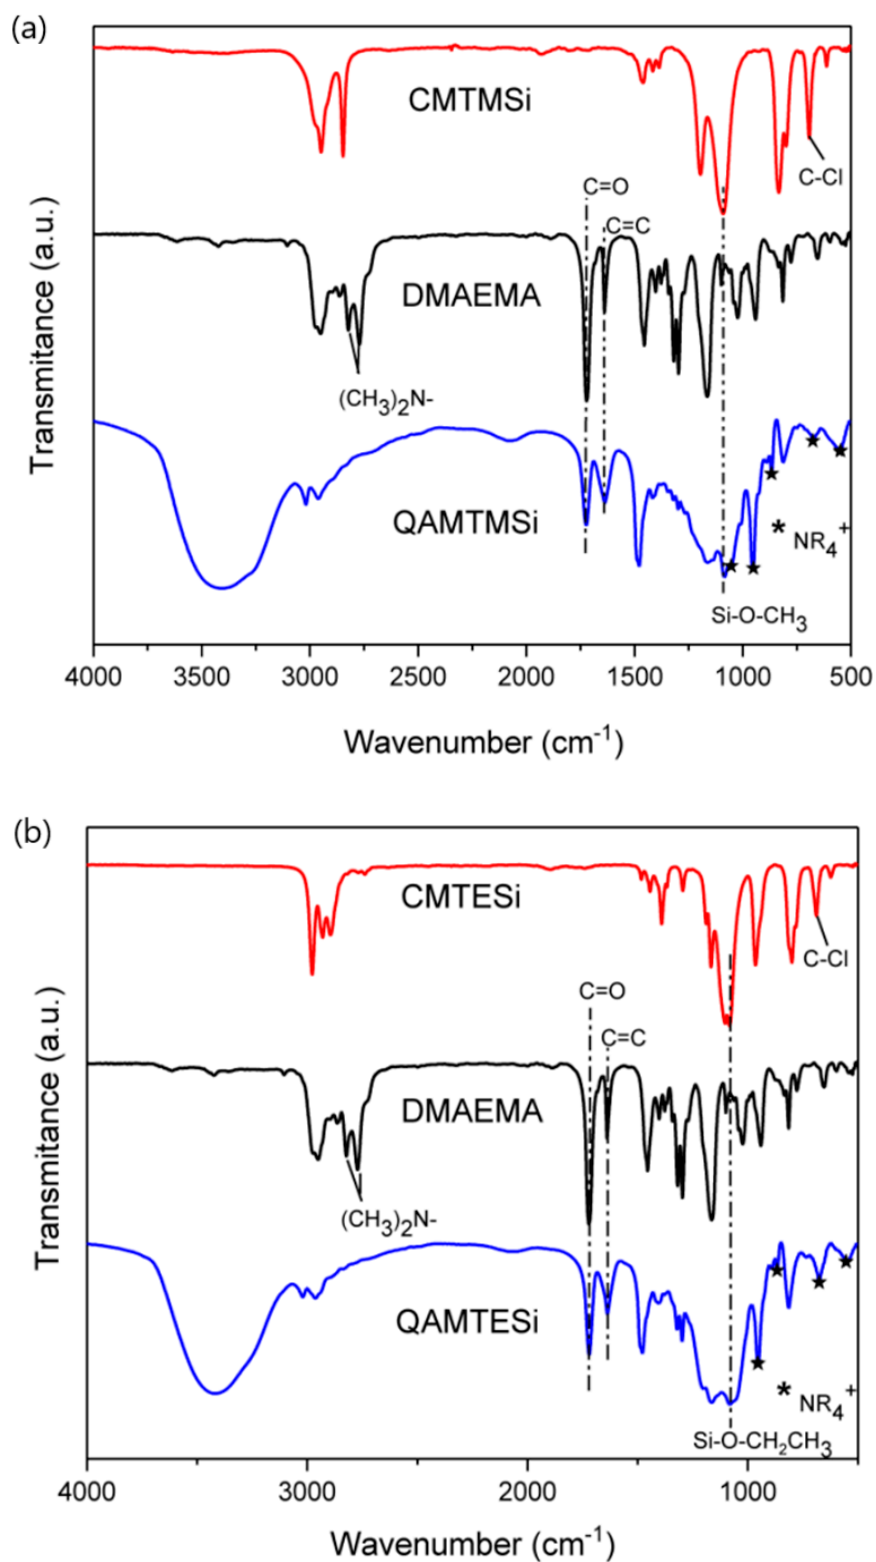 (a)
CMTMSi
C-Cl
C=O
C=C
DMAEMA
(CH3)2N-
QAMTMSi
* NR4+
Si-O-CH3
Transmitance (a.u.)
4000 3500 3000 2500 2000 1500 1000 500
Wavenumber (cm-1)
(b)
CMTESi
C-Cl
C=O
C=C
DMAEMA
(CH3)2N-
QAMTESi
* NR4+
Si-O-CH2CH3
Transmitance (a.u.)
4000 3000 2000 1000
Wavenumber (cm-1)